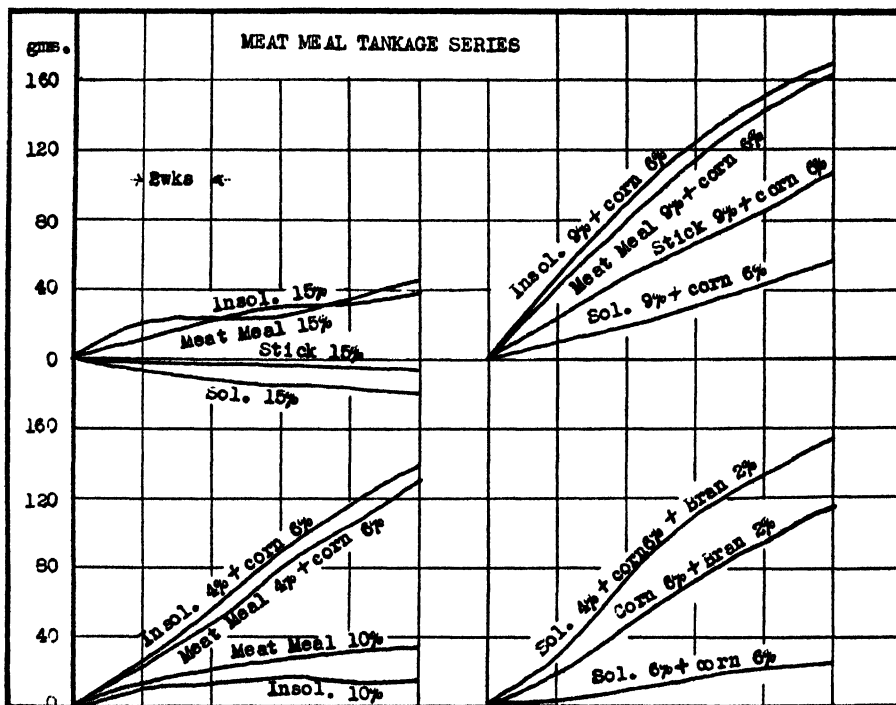 gms.
MEAT MEAL TANKAGE SERIES
160
120
80
40
0
2wks
Insol. 15%
Meat Meal 15%
Stick 15%
Sol. 15%
Insol. 9% + corn 6%
Meat Meal 9% + corn 6%
Stick 9% + corn 6%
Sol. 9% + corn 6%
160
120
80
40
0
Insol. 4% + corn 6%
Meat Meal 4% + corn 6%
Meat Meal 10%
Insol. 10%
Sol. 4% + corn6% + Bran 2%
Corn 6% + Bran 2%
Sol. 6% + corn 6%